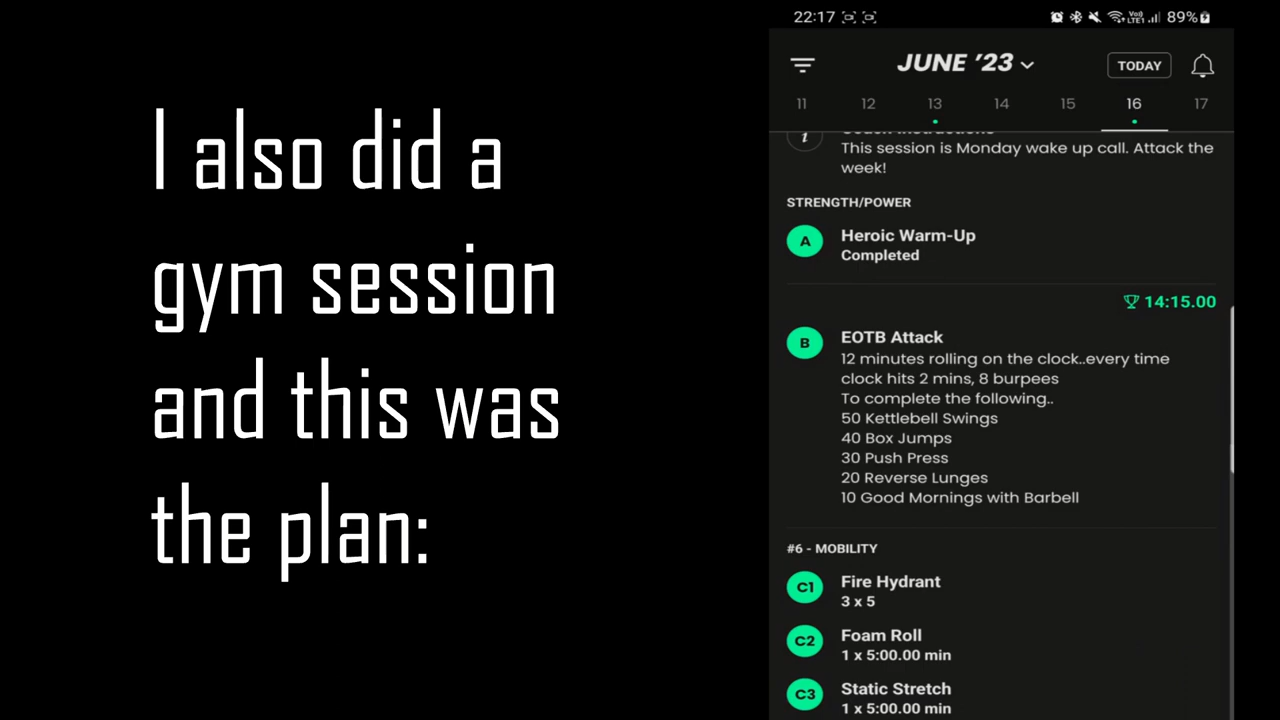 I also did a
gym session
and this was
the plan:
22:17
89%
JUNE '23
TODAY
11 12 13 14 15 16 17
i
This session is Monday wake up call. Attack the
week!
STRENGTH/POWER
A
Heroic Warm-Up
Completed
14:15.00
B
EOTB Attack
12 minutes rolling on the clock..every time
clock hits 2 mins, 8 burpees
To complete the following..
50 Kettlebell Swings
40 Box Jumps
30 Push Press
20 Reverse Lunges
10 Good Mornings with Barbell
#6 - MOBILITY
C1
Fire Hydrant
3 x 5
C2
Foam Roll
1 x 5:00.00 min
C3
Static Stretch
1 x 5:00.00 min